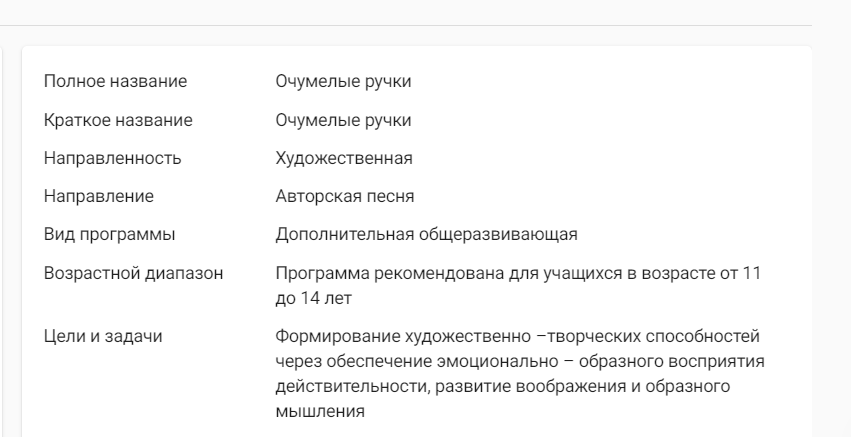 Полное название Очумелые ручки
Краткое название Очумелые ручки
Направленность Художественная
Направление Авторская песня
Вид программы Дополнительная общеразвивающая
Возрастной диапазон Программа рекомендована для учащихся в возрасте от 11
до 14 лет
Цели и задачи Формирование художественно –творческих способностей
через обеспечение эмоционально – образного восприятия
действительности, развитие воображения и образного
мышления